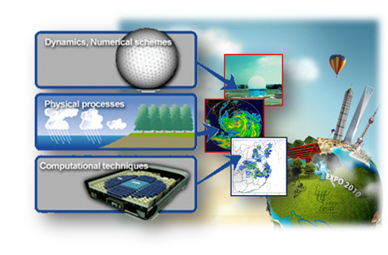 Dynamics, Numerical schemes
Physical processes
Computational techniques
EXPO 2010